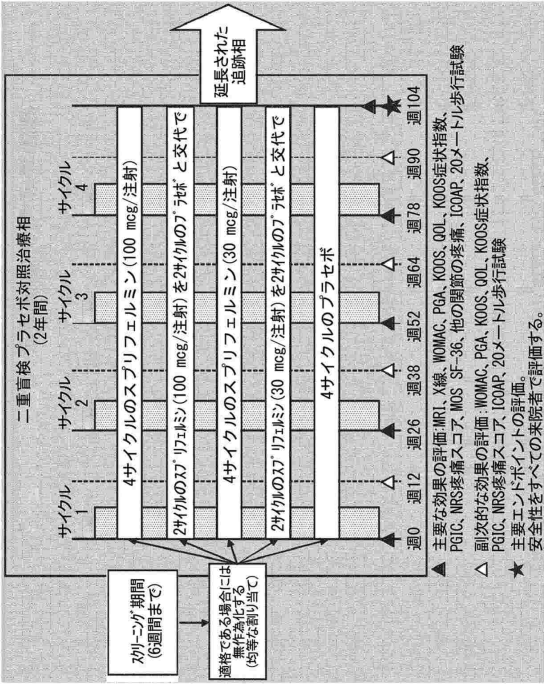 二重盲検プラセボ対照治療相
(2年間)
サイクル
1
サイクル
2
サイクル
3
サイクル
4
スクリーニング期間
(6週間まで)
適格である場合には
無作為化する
(均等な割り当て)
4サイクルのスプリフェルミン(100 mcg/注射)
2サイクルのスプリフェルミン(100 mcg/注射)を2サイクルのプラセボと交代で
4サイクルのスプリフェルミン(30 mcg/注射)
2サイクルのスプリフェルミン(30 mcg/注射)を2サイクルのプラセボと交代で
4サイクルのプラセボ
延長された
追跡相
週0
週12
週26
週38
週52
週64
週78
週90
週104
▲ 主要な効果の評価:MRI、X線、WOMAC、PGA、KOOS、QOL、KOOS症状指数、
PGIC、NRS疼痛スコア、MOS SF-36、他の関節の疼痛、ICOAP、20メートル歩行試験
△ 副次的な効果の評価:WOMAC、PGA、KOOS、QOL、KOOS症状指数、
PGIC、NRS疼痛スコア、ICOAP、20メートル歩行試験
★ 主要エンドポイントの評価。
安全性をすべての来院者で評価する。